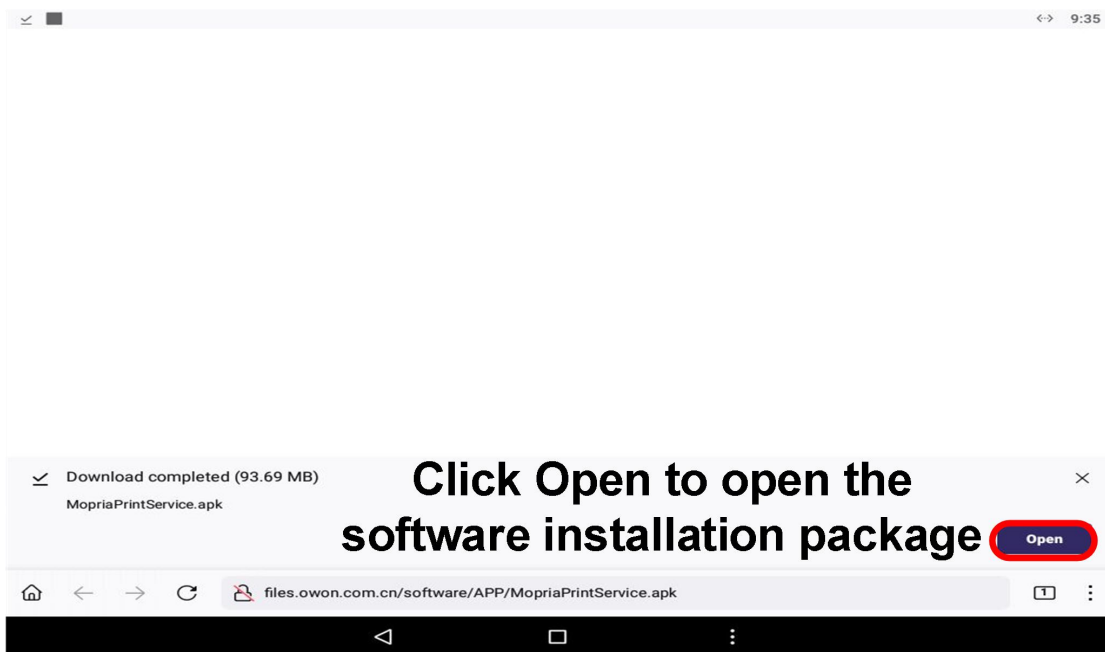 9:35
Download completed (93.69 MB)
MopriaPrintService.apk
Click Open to open the
software installation package
Open
files.owon.com.cn/software/APP/MopriaPrintService.apk
1